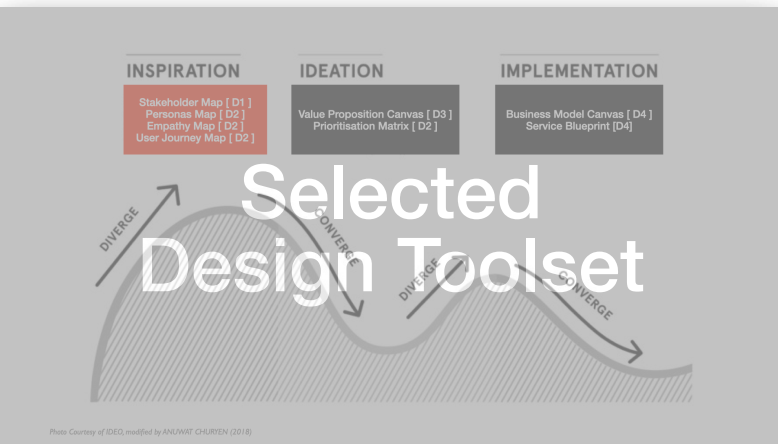 INSPIRATION
IDEATION
IMPLEMENTATION
Stakeholder Map [ D1 ]
Personas Map [ D2 ]
Empathy Map [ D2 ]
User Journey Map [ D2 ]
Value Proposition Canvas [ D3 ]
Prioritisation Matrix [ D2 ]
Business Model Canvas [ D4 ]
Service Blueprint [D4]
Selected
Design Toolset
DIVERGE
CONVERGE
DIVERGE
CONVERGE
Photo Courtesy of IDEO, modified by ANUWAT CHURYEN (2018)